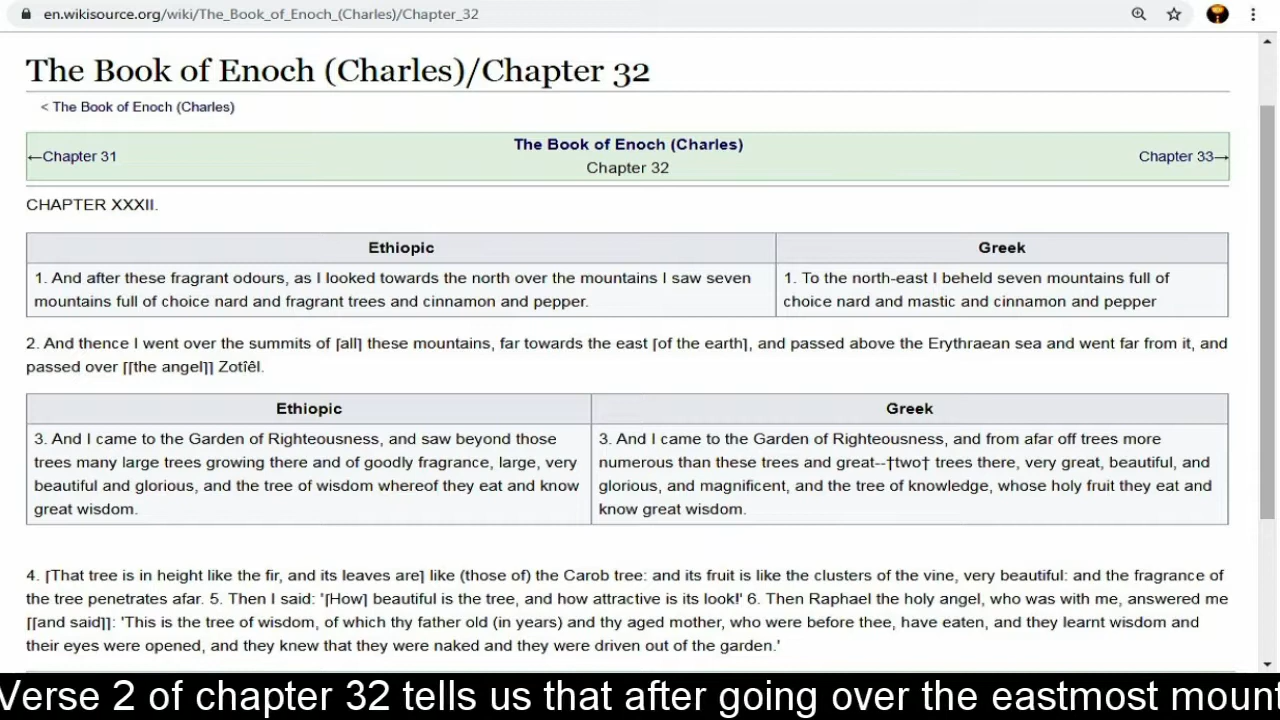 en.wikisource.org/wiki/The_Book_of_Enoch_(Charles)/Chapter_32
The Book of Enoch (Charles)/Chapter 32
< The Book of Enoch (Charles)
←Chapter 31
The Book of Enoch (Charles)
Chapter 32
Chapter 33→
CHAPTER XXXII.
Ethiopic
1. And after these fragrant odours, as I looked towards the north over the mountains I saw seven
mountains full of choice nard and fragrant trees and cinnamon and pepper.
Greek
1. To the north-east I beheld seven mountains full of
choice nard and mastic and cinnamon and pepper
2. And thence I went over the summits of ⌈all⌉ these mountains, far towards the east ⌈of the earth⌉, and passed above the Erythraean sea and went far from it, and
passed over ⌈⌈the angel⌉⌉ Zotîêl.
Ethiopic
3. And I came to the Garden of Righteousness, and saw beyond those
trees many large trees growing there and of goodly fragrance, large, very
beautiful and glorious, and the tree of wisdom whereof they eat and know
great wisdom.
Greek
3. And I came to the Garden of Righteousness, and from afar off trees more
numerous than these trees and great--†two† trees there, very great, beautiful, and
glorious, and magnificent, and the tree of knowledge, whose holy fruit they eat and
know great wisdom.
4. ⌈That tree is in height like the fir, and its leaves are⌉ like (those of) the Carob tree: and its fruit is like the clusters of the vine, very beautiful: and the fragrance of
the tree penetrates afar. 5. Then I said: '⌈How⌉ beautiful is the tree, and how attractive is its look!' 6. Then Raphael the holy angel, who was with me, answered me
⌈⌈and said⌉⌉: 'This is the tree of wisdom, of which thy father old (in years) and thy aged mother, who were before thee, have eaten, and they learnt wisdom and
their eyes were opened, and they knew that they were naked and they were driven out of the garden.'
Verse 2 of chapter 32 tells us that after going over the eastmost mount